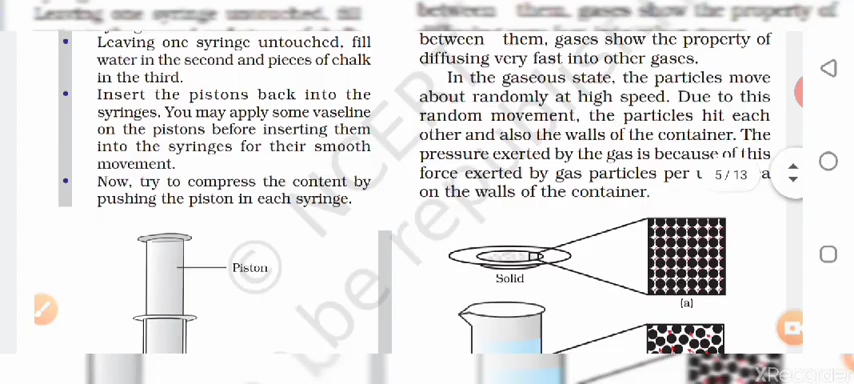 Leaving one syringe untouched, fill
between them, gases show the property of
Leaving one syringe untouched, fill
water in the second and pieces of chalk
in the third.
Insert the pistons back into the
syringes. You may apply some vaseline
on the pistons before inserting them
into the syringes for their smooth
movement.
Now, try to compress the content by
pushing the piston in each syringe.
Piston
between them, gases show the property of
diffusing very fast into other gases.
In the gaseous state, the particles move
about randomly at high speed. Due to this
random movement, the particles hit each
other and also the walls of the container. The
pressure exerted by the gas is because of this
force exerted by gas particles per
on the walls of the container.
5 / 13
Solid
(a)
© NCERT
be republished
XRecorder